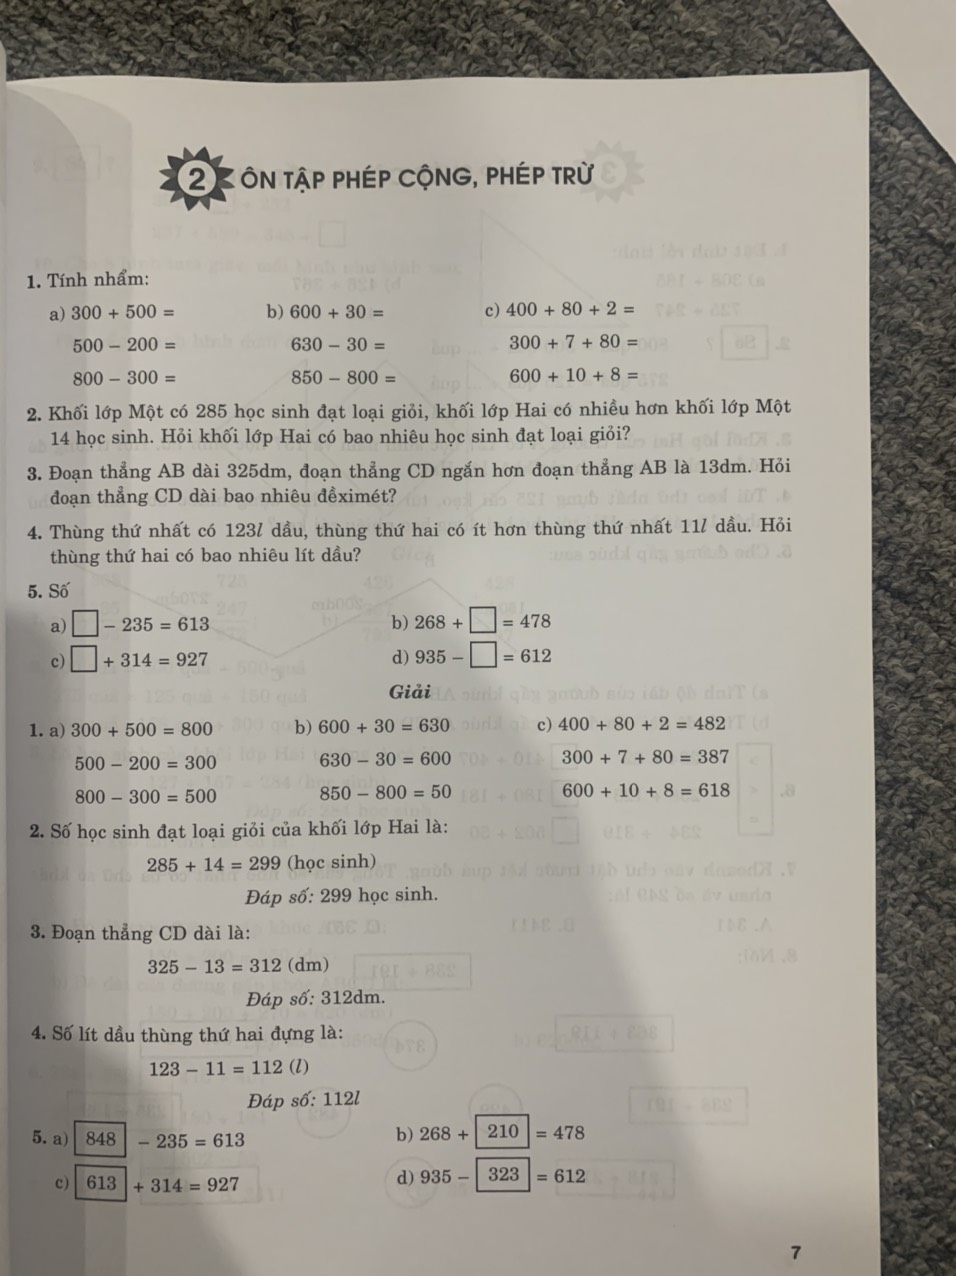 2 ÔN TẬP PHÉP CỘNG, PHÉP TRỪ
1. Tính nhẩm:
a) 300 + 500 = b) 600 + 30 = c) 400 + 80 + 2 =
500 − 200 = 630 − 30 = 300 + 7 + 80 =
800 − 300 = 850 − 800 = 600 + 10 + 8 =
2. Khối lớp Một có 285 học sinh đạt loại giỏi, khối lớp Hai có nhiều hơn khối lớp Một
14 học sinh. Hỏi khối lớp Hai có bao nhiêu học sinh đạt loại giỏi?
3. Đoạn thẳng AB dài 325dm, đoạn thẳng CD ngắn hơn đoạn thẳng AB là 13dm. Hỏi
đoạn thẳng CD dài bao nhiêu đềximét?
4. Thùng thứ nhất có 123l dầu, thùng thứ hai có ít hơn thùng thứ nhất 11l dầu. Hỏi
thùng thứ hai có bao nhiêu lít dầu?
5. Số
a) □ − 235 = 613 b) 268 + □ = 478
c) □ + 314 = 927 d) 935 − □ = 612
Giải
1. a) 300 + 500 = 800 b) 600 + 30 = 630 c) 400 + 80 + 2 = 482
500 − 200 = 300 630 − 30 = 600 300 + 7 + 80 = 387
800 − 300 = 500 850 − 800 = 50 600 + 10 + 8 = 618
2. Số học sinh đạt loại giỏi của khối lớp Hai là:
285 + 14 = 299 (học sinh)
Đáp số: 299 học sinh.
3. Đoạn thẳng CD dài là:
325 − 13 = 312 (dm)
Đáp số: 312dm.
4. Số lít dầu thùng thứ hai đựng là:
123 − 11 = 112 (l)
Đáp số: 112l
5. a) 848 − 235 = 613 b) 268 + 210 = 478
c) 613 + 314 = 927 d) 935 − 323 = 612
7